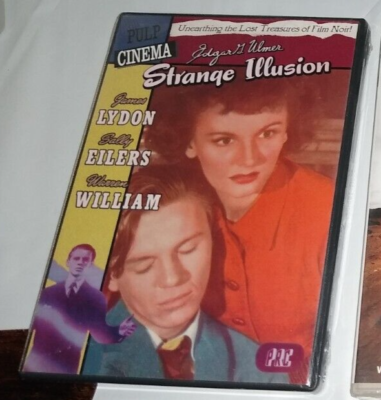 Unearthing the Lost Treasures of Film Noir!
PULP
CINEMA
Edgar G. Ulmer
Strange Illusion
James
LYDON
Sally
EILERS
Warren
WILLIAM
PRC